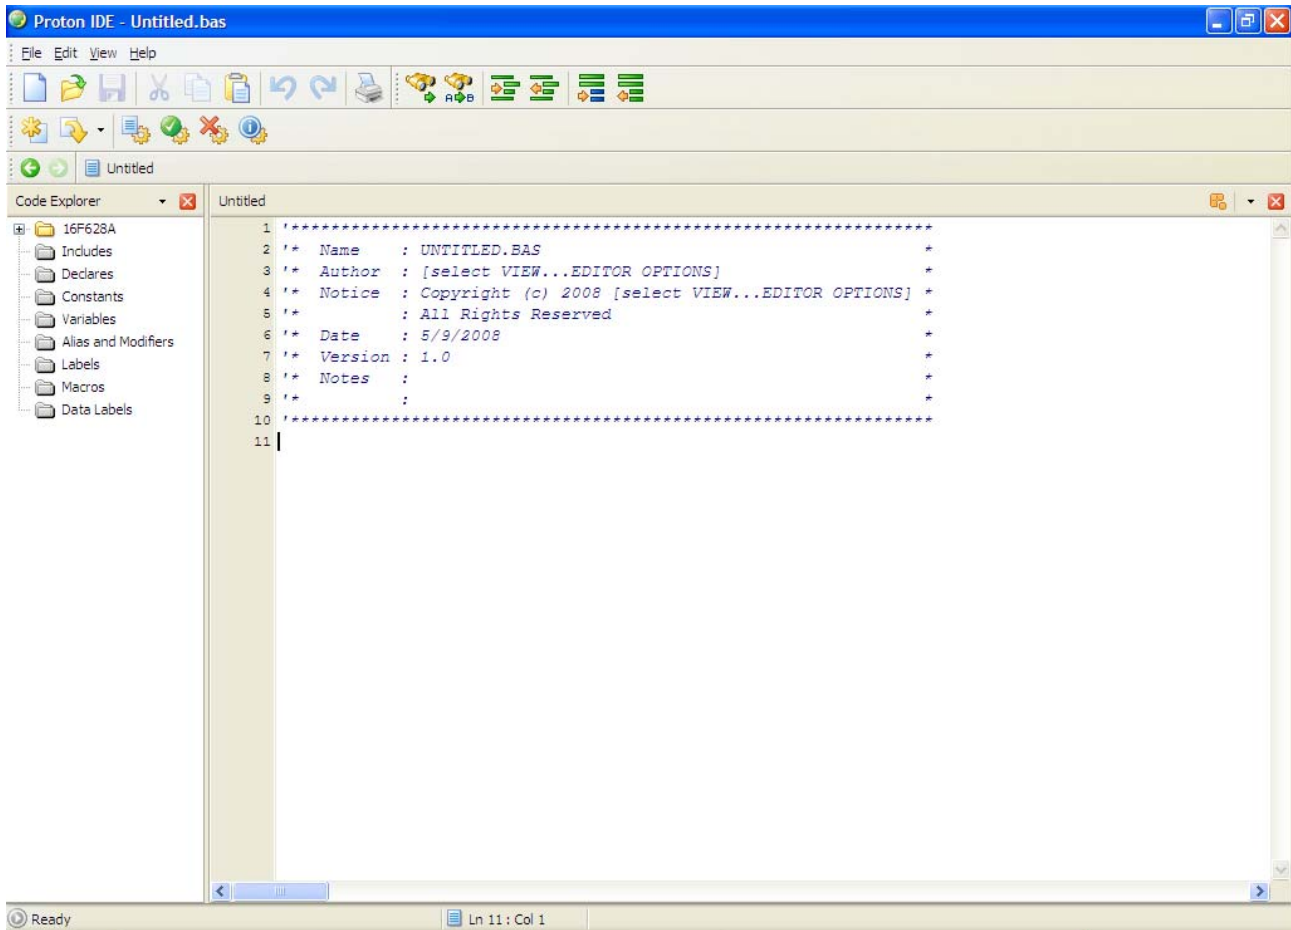 Proton IDE - Untitled.bas
File Edit View Help
A B
Untitled
Code Explorer
Untitled
16F628A
Includes
Declares
Constants
Variables
Alias and Modifiers
Labels
Macros
Data Labels
1 '****************************************************************
2 '*  Name    : UNTITLED.BAS                                      *
3 '*  Author  : [select VIEW...EDITOR OPTIONS]                    *
4 '*  Notice  : Copyright (c) 2008 [select VIEW...EDITOR OPTIONS] *
5 '*          : All Rights Reserved                               *
6 '*  Date    : 5/9/2008                                          *
7 '*  Version : 1.0                                               *
8 '*  Notes   :                                                   *
9 '*          :                                                   *
10 '****************************************************************
11
Ready
Ln 11 : Col 1